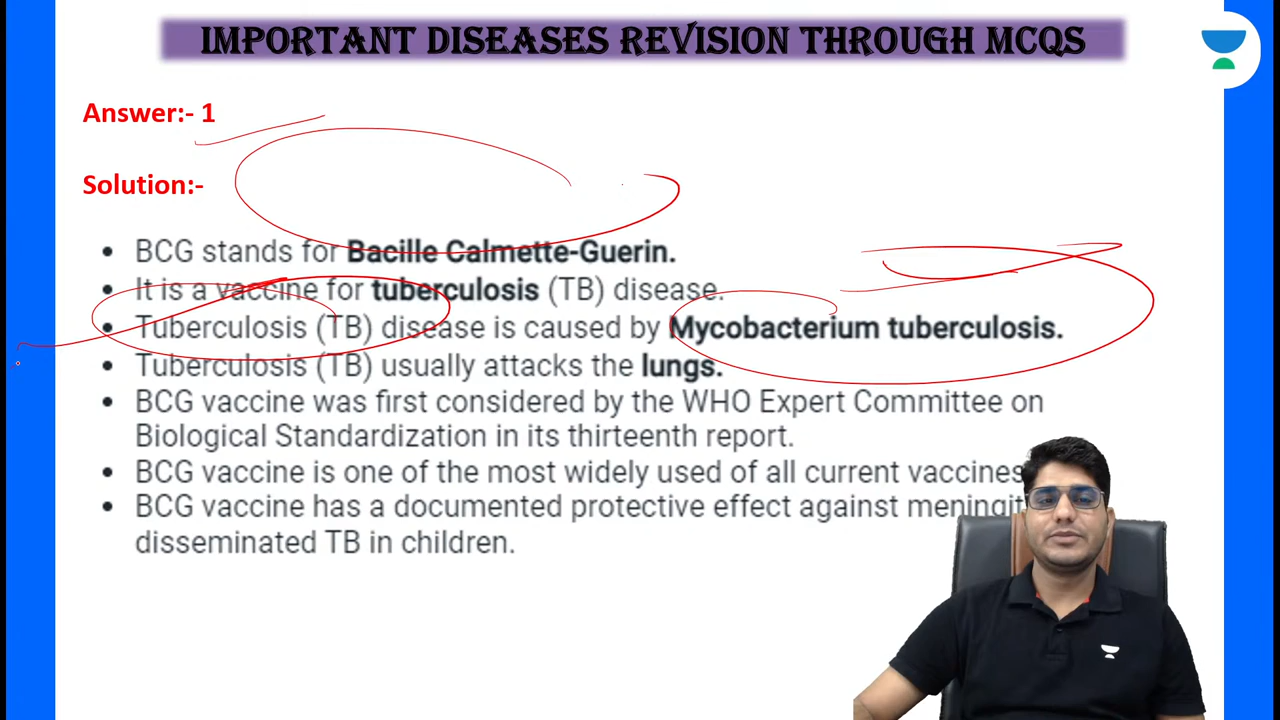 IMPORTANT DISEASES REVISION THROUGH MCQS
Answer:- 1
Solution:-
• BCG stands for Bacille Calmette-Guerin.
• It is a vaccine for tuberculosis (TB) disease.
• Tuberculosis (TB) disease is caused by Mycobacterium tuberculosis.
• Tuberculosis (TB) usually attacks the lungs.
• BCG vaccine was first considered by the WHO Expert Committee on
Biological Standardization in its thirteenth report.
• BCG vaccine is one of the most widely used of all current vaccines
• BCG vaccine has a documented protective effect against
disseminated TB in children.